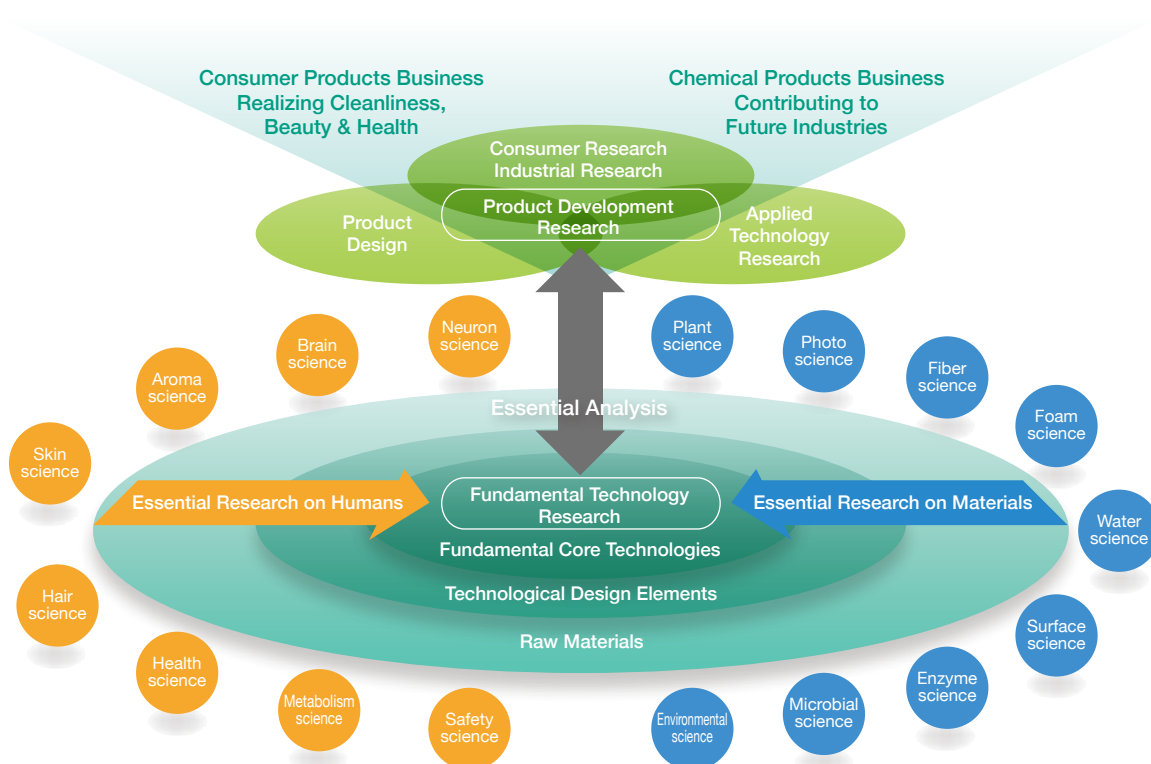 Consumer Products Business
Realizing Cleanliness,
Beauty & Health
Chemical Products Business
Contributing to
Future Industries
Consumer Research
Industrial Research
Product Development
Research
Product
Design
Applied
Technology
Research
Neuron
science
Brain
science
Aroma
science
Skin
science
Plant
science
Photo
science
Fiber
science
Foam
science
Essential Analysis
Essential Research on Humans
Fundamental Technology
Research
Essential Research on Materials
Water
science
Fundamental Core Technologies
Technological Design Elements
Raw Materials
Hair
science
Health
science
Metabolism
science
Safety
science
Environmental
science
Microbial
science
Enzyme
science
Surface
science